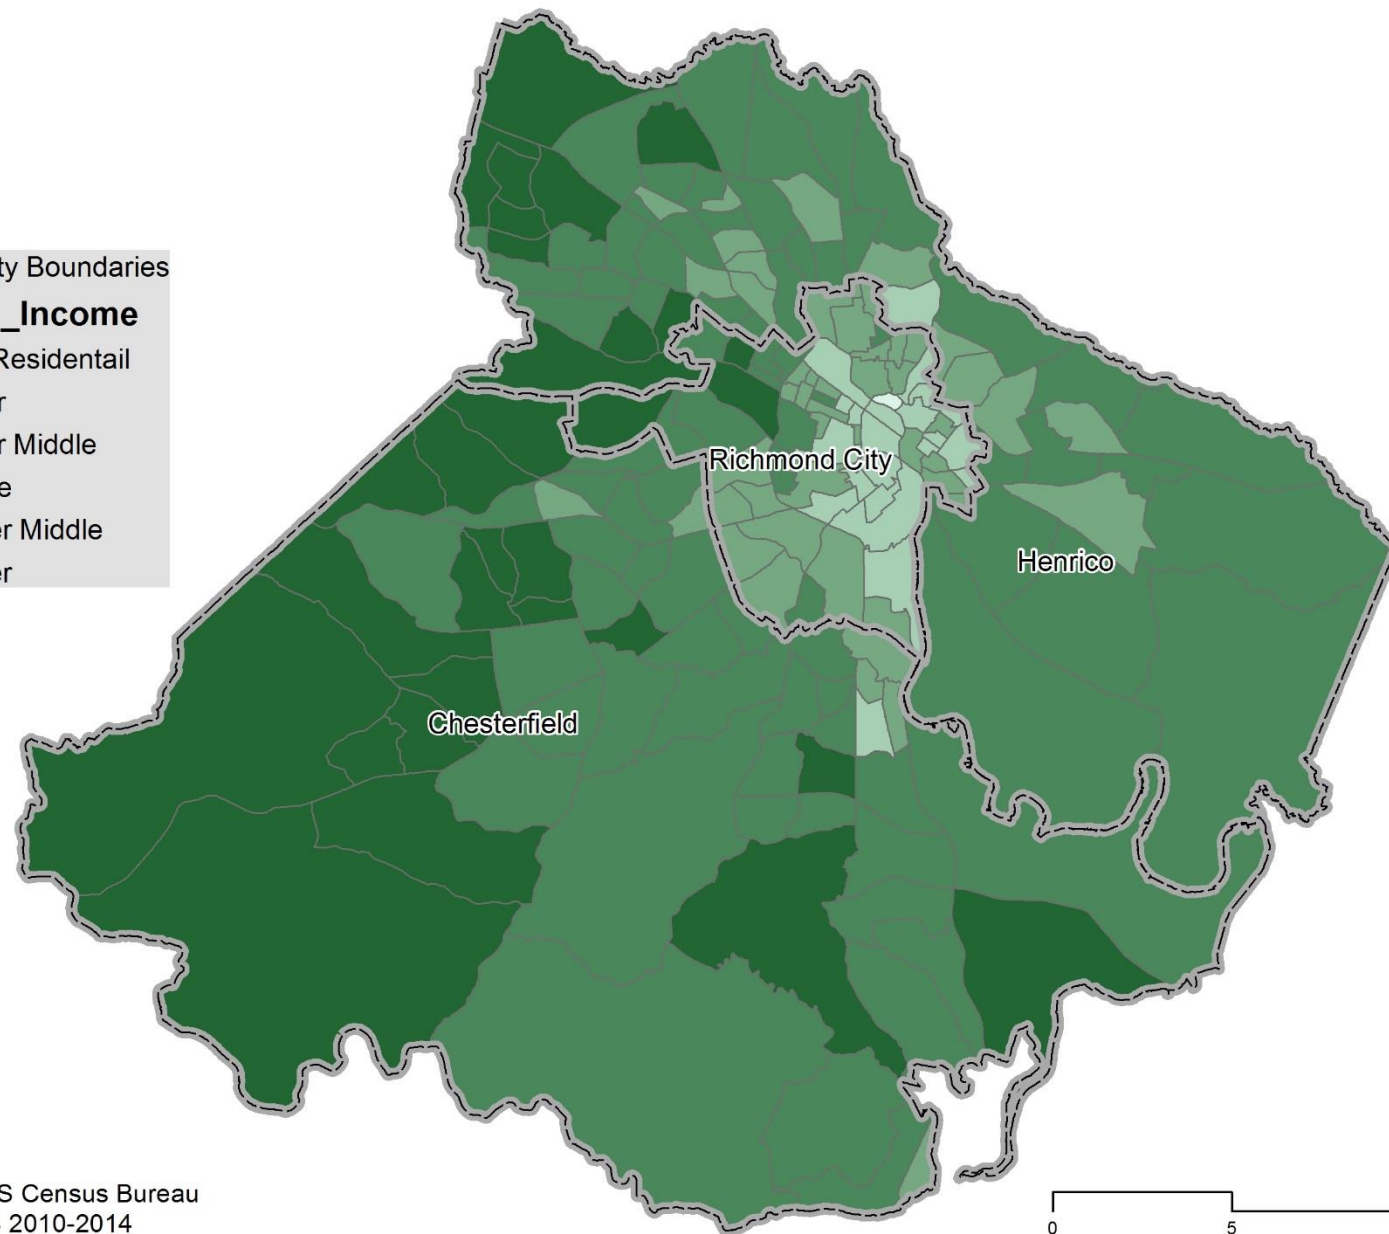 ty Boundaries
_Income
Residentail
r
r Middle
e
er Middle
er
Richmond City
Henrico
Chesterfield
S Census Bureau
2010-2014
0 5